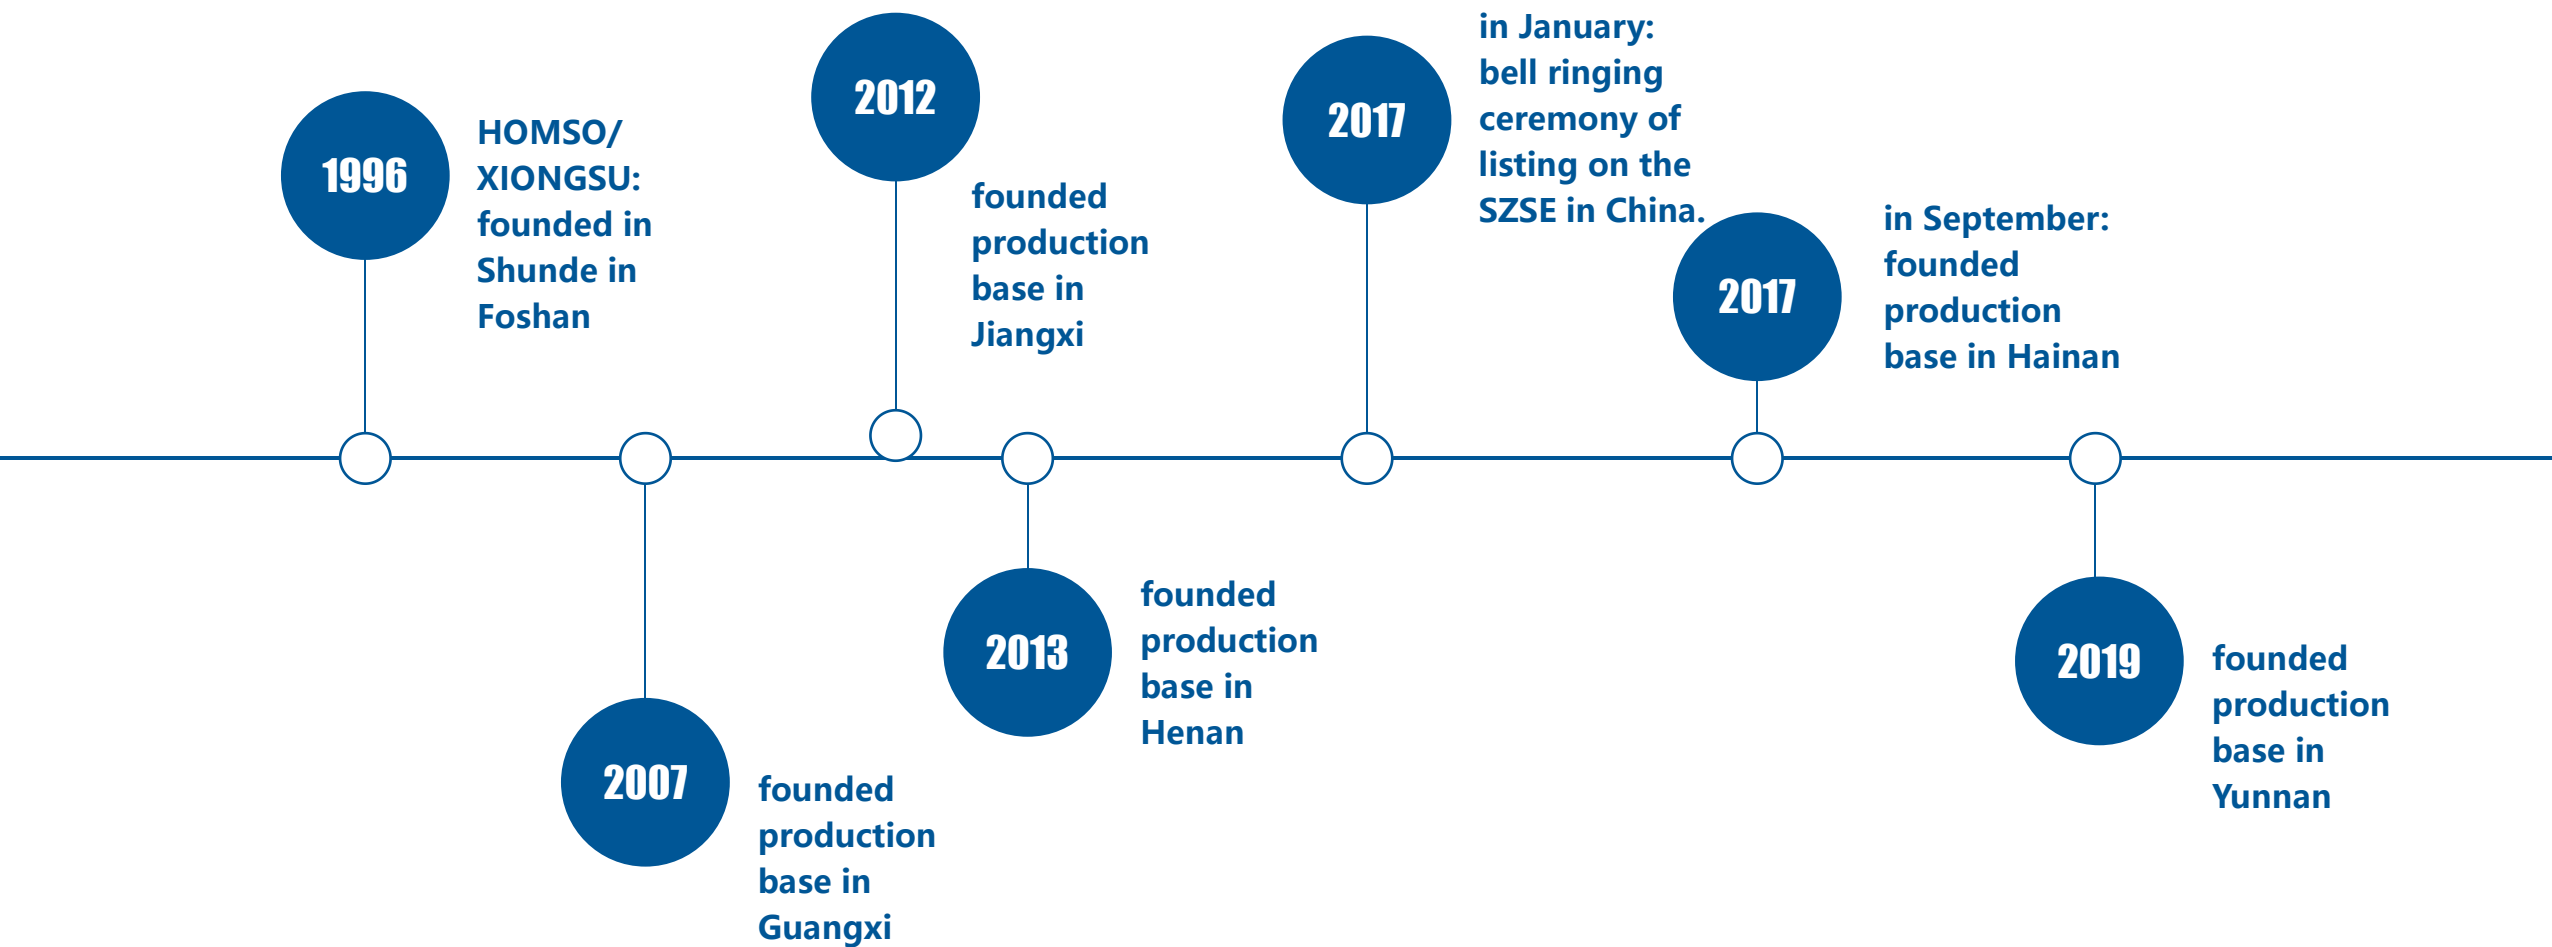 1996
HOMSO/
XIONGSU:
founded in
Shunde in
Foshan
2007
founded
production
base in
Guangxi
2012
founded
production
base in
Jiangxi
2013
founded
production
base in
Henan
2017
in January:
bell ringing
ceremony of
listing on the
SZSE in China.
2017
in September:
founded
production
base in Hainan
2019
founded
production
base in
Yunnan